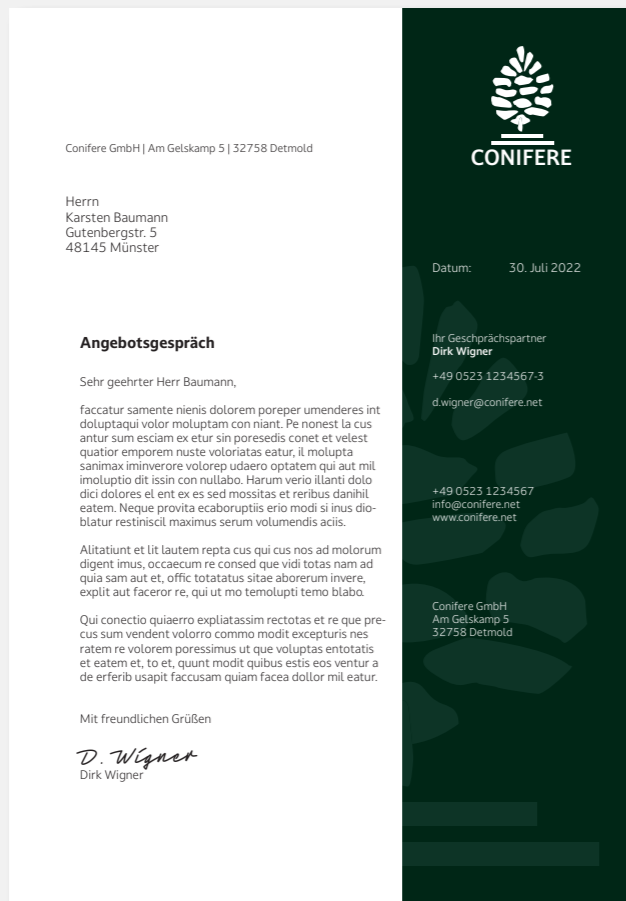 CONIFERE
Conifere GmbH | Am Gelskamp 5 | 32758 Detmold
Herrn
Karsten Baumann
Gutenbergstr. 5
48145 Münster
Datum: 30. Juli 2022
Angebotsgespräch
Sehr geehrter Herr Baumann,
faccatur samente nienis dolorem poreper umenderes int
doluptaqui volor moluptam con niant. Pe nonest la cus
antur sum esciam ex etur sin poresedis conet et velest
quatior emporem nuste voloriatas eatur, il molupta
sanimax iminverore volorep udaero optatem qui aut mil
imoluptio dit issin con nullabo. Harum verio illanti dolo
dici dolores el ent ex es sed mossitas et reribus danihil
eatem. Neque provita ecaboruptiis erio modi si inus dio-
blatur restiniscil maximus serum volumendis aciis.
Alitatiunt et lit lautem repta cus qui cus nos ad molorum
digent imus, occaecum re consed que vidi totas nam ad
quia sam aut et, offic totatatus sitae aborerum invere,
explit aut faceror re, qui ut mo temolupti temo blabo.
Qui conectio quiaerro expliatassim rectotas et re que pre-
cus sum vendent volorro commo modit excepturis nes
ratem re volorem poressimus ut que voluptas entotatis
et eatem et, to et, quunt modit quibus estis eos ventur a
de erferib usapit faccusam quiam facea dollor mil eatur.
Mit freundlichen Grüßen
D. Wigner
Dirk Wigner
Ihr Geschprächspartner
Dirk Wigner
+49 0523 1234567-3
d.wigner@conifere.net
+49 0523 1234567
info@conifere.net
www.conifere.net
Conifere GmbH
Am Gelskamp 5
32758 Detmold